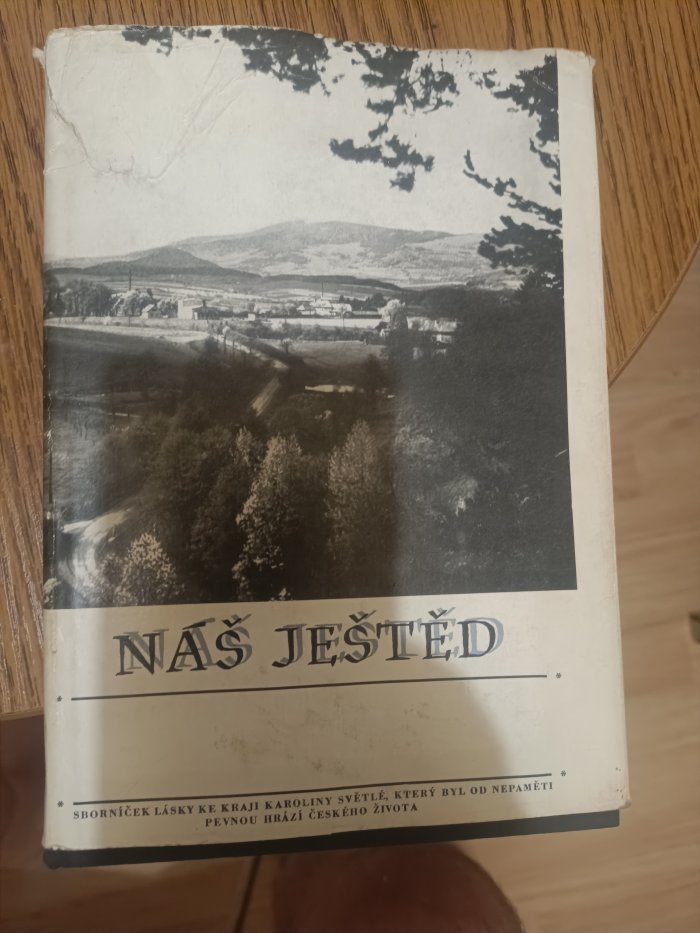 NÁŠ JEŠTĚD
* *
* *
SBORNÍČEK LÁSKY KE KRAJI KAROLINY SVĚTLÉ, KTERÝ BYL OD NEPAMĚTI
PEVNOU HRÁZÍ ČESKÉHO ŽIVOTA